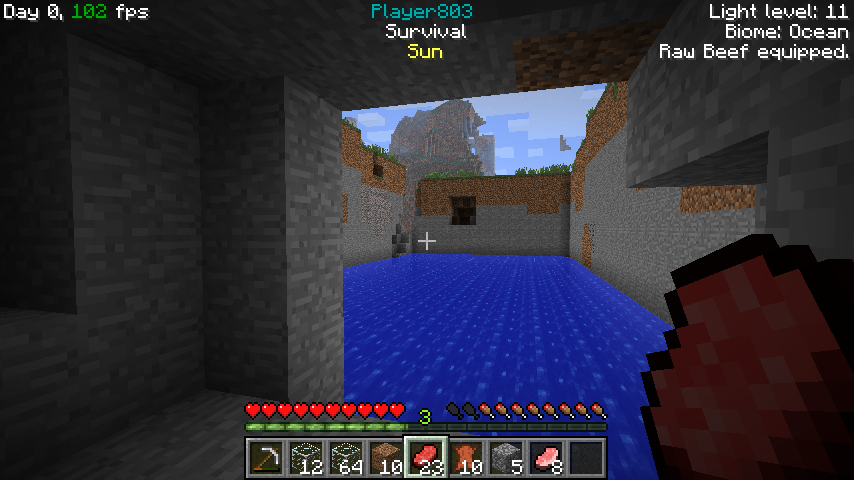 Day 0, 102 fps
Player803
Survival
Sun
Light level: 11
Biome: Ocean
Raw Beef equipped.
3
12
64
10
23
10
5
8